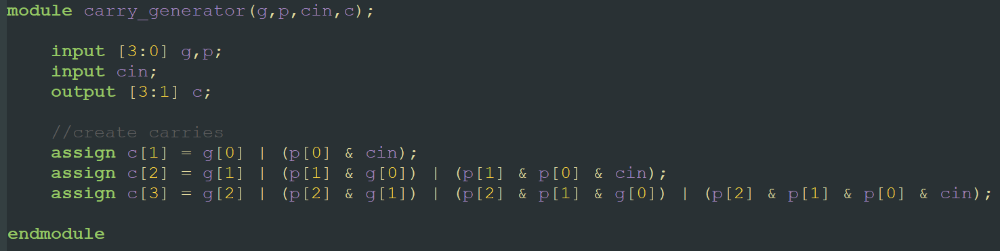 module carry_generator(g,p,cin,c);
input [3:0] g,p;
input cin;
output [3:1] c;
//create carries
assign c[1] = g[0] | (p[0] & cin);
assign c[2] = g[1] | (p[1] & g[0]) | (p[1] & p[0] & cin);
assign c[3] = g[2] | (p[2] & g[1]) | (p[2] & p[1] & g[0]) | (p[2] & p[1] & p[0] & cin);
endmodule